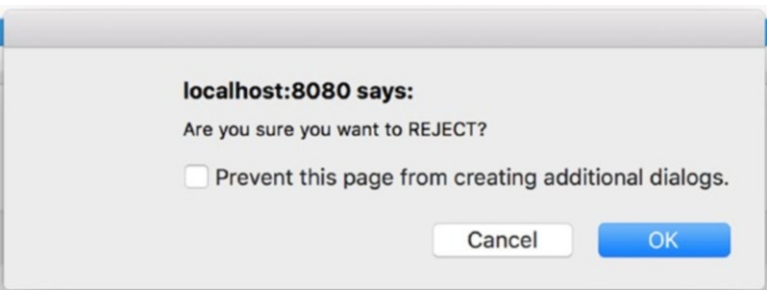 localhost:8080 says:
Are you sure you want to REJECT?
Prevent this page from creating additional dialogs.
Cancel
OK